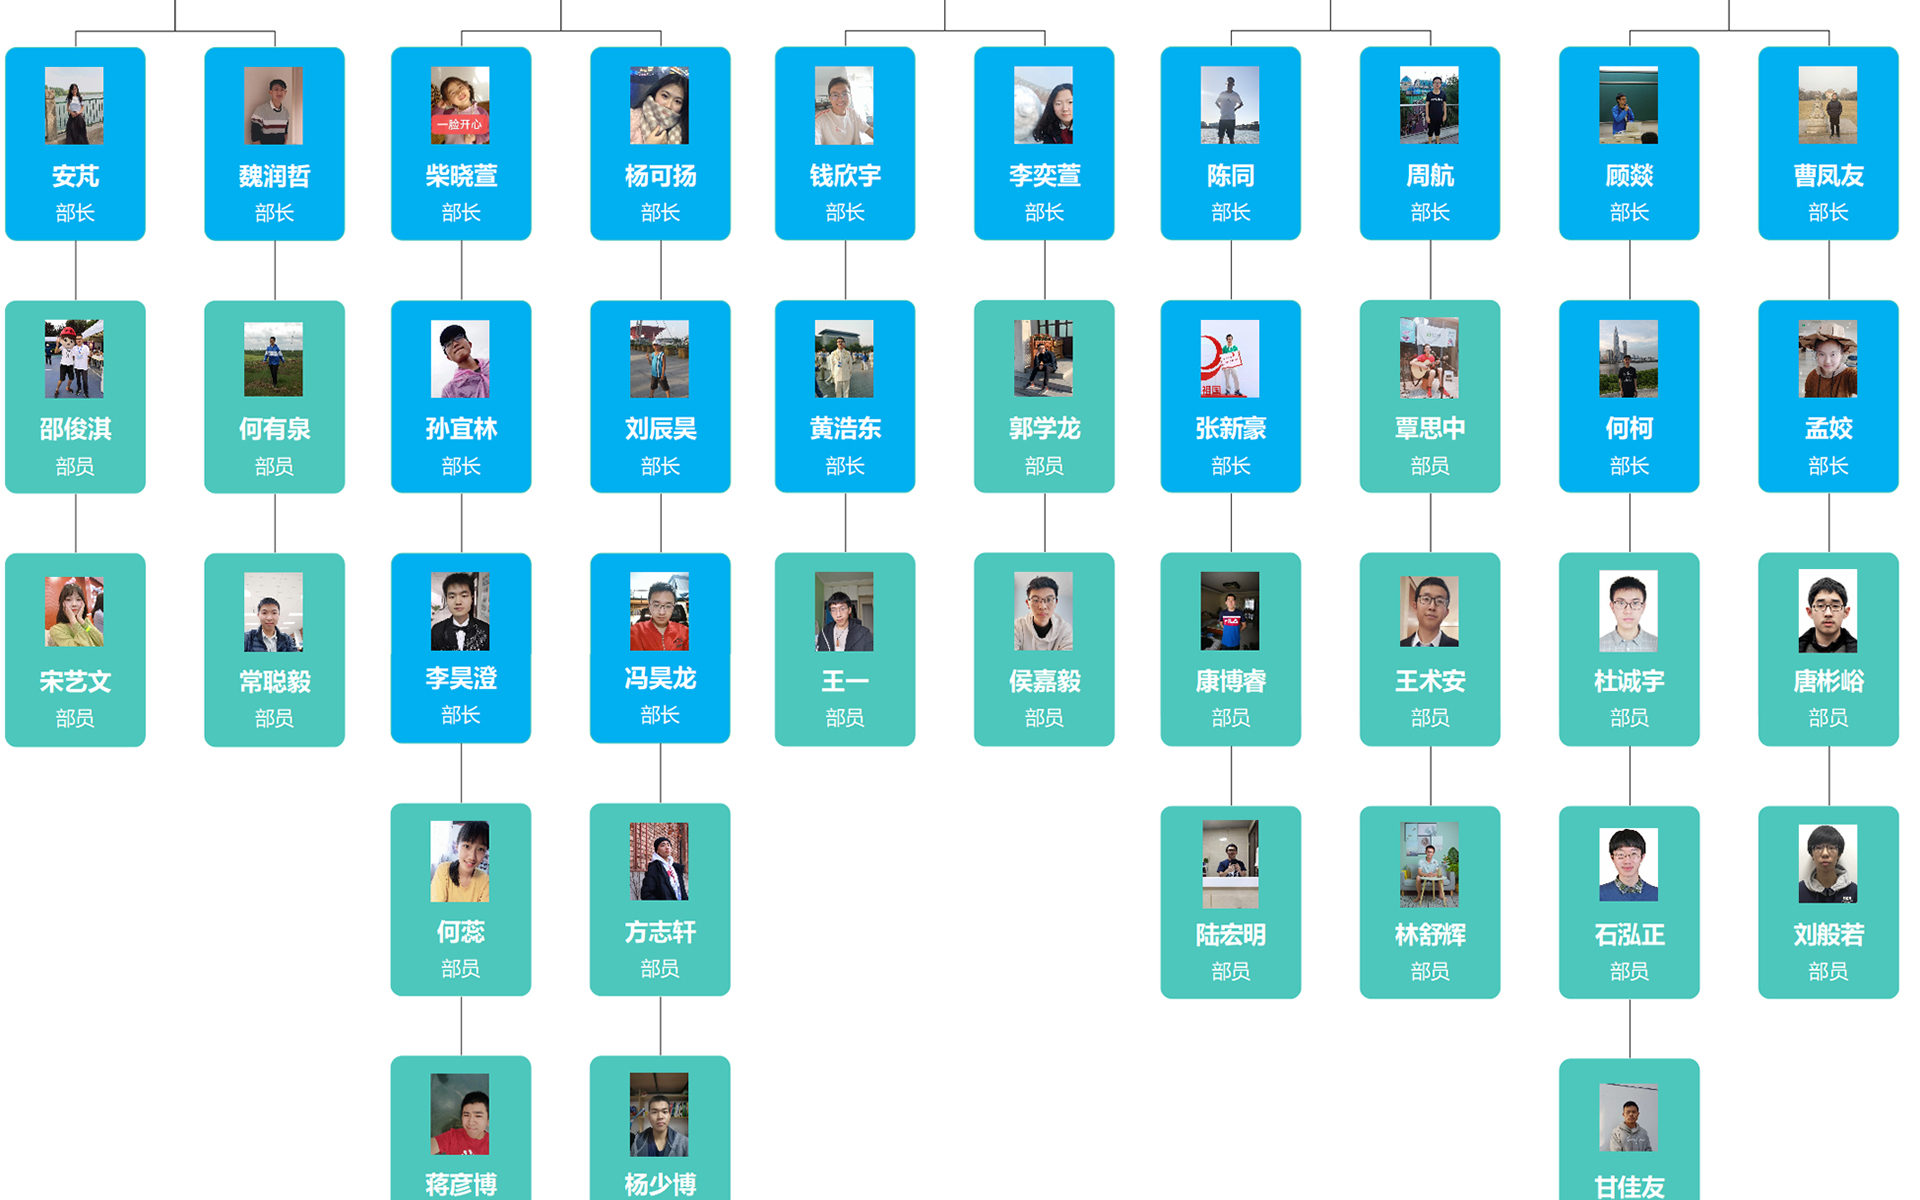 一脸开心
安芃
部长
魏润哲
部长
柴晓萱
部长
杨可扬
部长
钱欣宇
部长
李奕萱
部长
陈同
部长
周航
部长
顾燚
部长
曹凤友
部长
祖国
邵俊淇
部员
何有泉
部员
孙宜林
部长
刘辰昊
部长
黄浩东
部长
郭学龙
部员
张新豪
部长
覃思中
部员
何柯
部长
孟姣
部长
FILA
宋艺文
部员
常聪毅
部员
李昊澄
部长
冯昊龙
部长
王一
部员
侯嘉毅
部员
康博睿
部员
王术安
部员
杜诚宇
部员
唐彬峪
部员
何蕊
部员
方志轩
部员
陆宏明
部员
林舒辉
部员
石泓正
部员
刘般若
部员
蒋彦博
杨少博
甘佳友